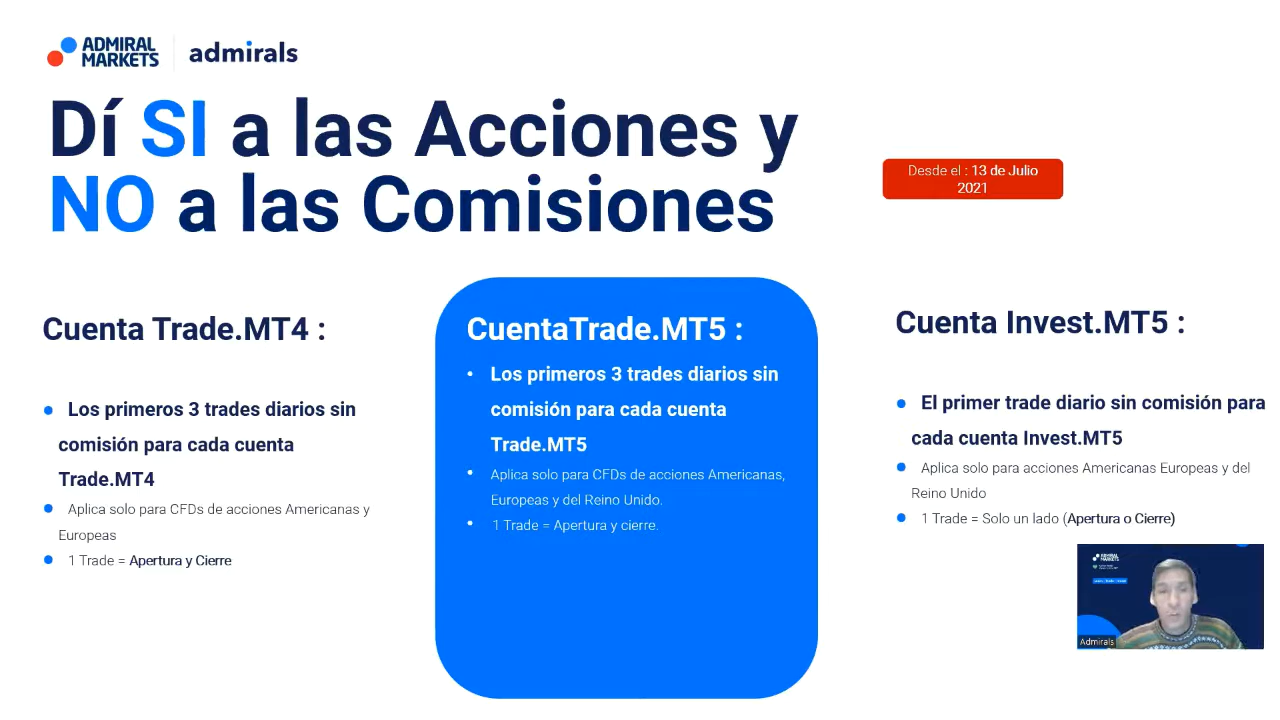 ADMIRAL
MARKETS
admirals
Dí SI a las Acciones y
NO a las Comisiones
Desde el : 13 de Julio
2021
Cuenta Trade.MT4 :
Los primeros 3 trades diarios sin
comisión para cada cuenta
Trade.MT4
Aplica solo para CFDs de acciones Americanas y
Europeas
1 Trade = Apertura y Cierre
CuentaTrade.MT5 :
Los primeros 3 trades diarios sin
comisión para cada cuenta
Trade.MT5
Aplica solo para CFDs de acciones Americanas,
Europeas y del Reino Unido.
1 Trade = Apertura y cierre.
Cuenta Invest.MT5 :
El primer trade diario sin comisión para
cada cuenta Invest.MT5
Aplica solo para acciones Americanas Europeas y del
Reino Unido
1 Trade = Solo un lado (Apertura o Cierre)
ADMIRAL
MARKETS
Admirals